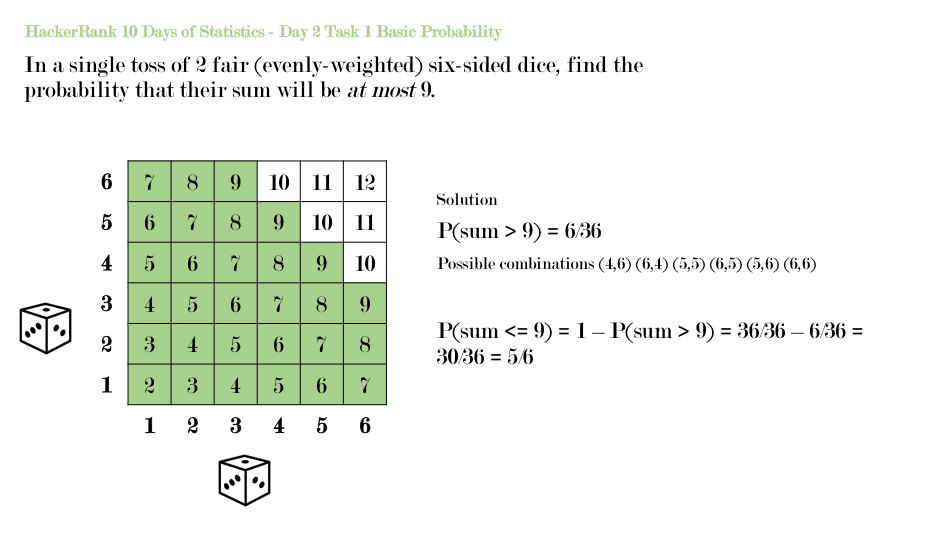 HackerRank 10 Days of Statistics - Day 2 Task 1 Basic Probability
In a single toss of 2 fair (evenly-weighted) six-sided dice, find the
probability that their sum will be at most 9.
6 7 8 9 10 11 12
5 6 7 8 9 10 11
4 5 6 7 8 9 10
3 4 5 6 7 8 9
2 3 4 5 6 7 8
1 2 3 4 5 6 7
1 2 3 4 5 6
Solution
P(sum > 9) = 6/36
Possible combinations (4,6) (6,4) (5,5) (6,5) (5,6) (6,6)
P(sum <= 9) = 1 – P(sum > 9) = 36/36 – 6/36 =
30/36 = 5/6